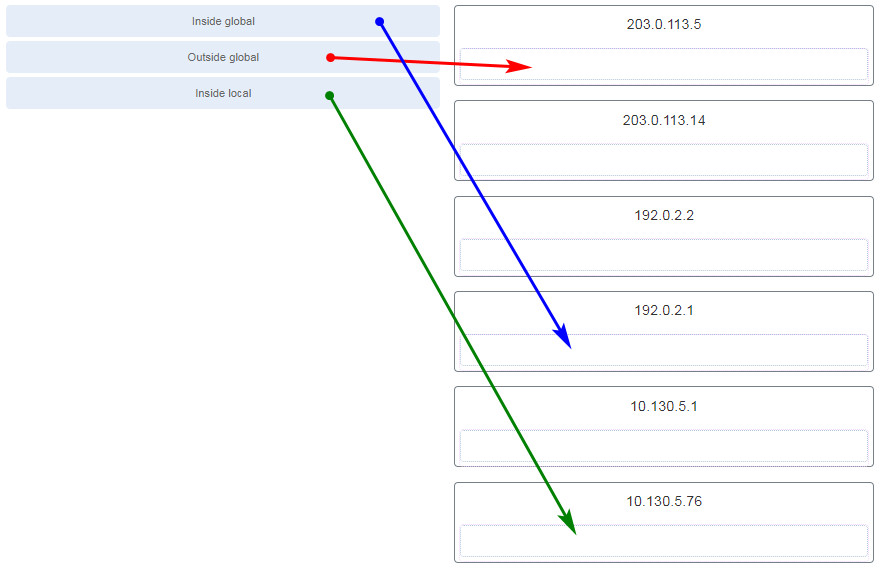 Inside global
Outside global
Inside local
203.0.113.5
203.0.113.14
192.0.2.2
192.0.2.1
10.130.5.1
10.130.5.76